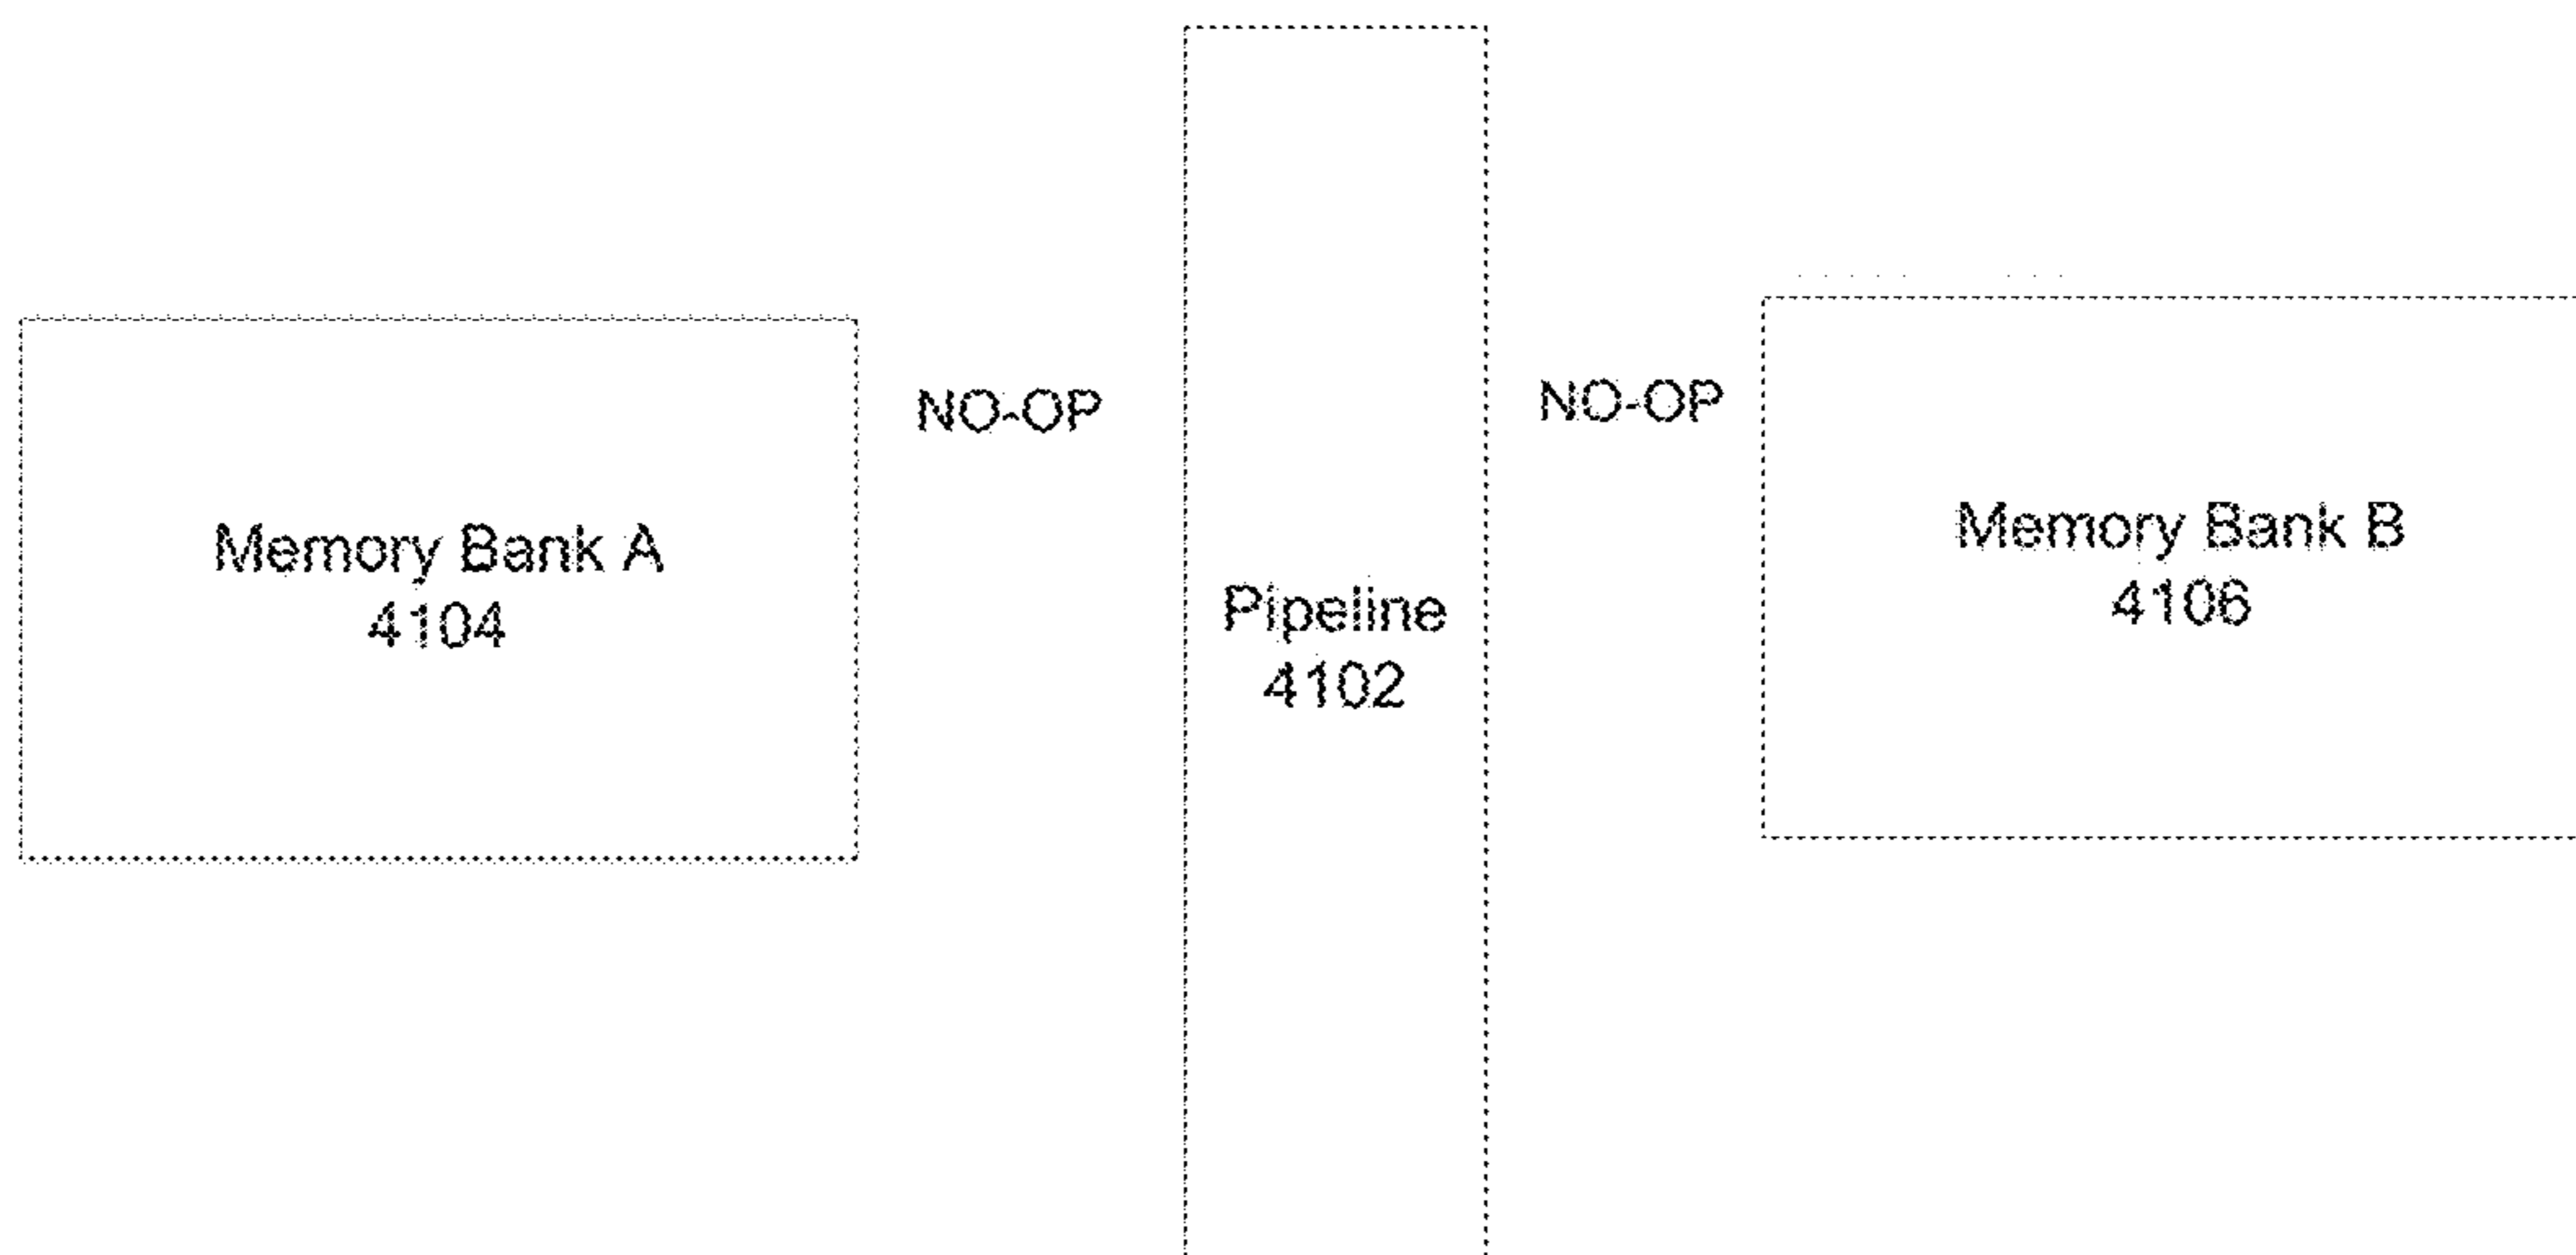 NO-OP
NO-OP
Memory Bank A
4104
Pipeline
4102
Memory Bank B
4106